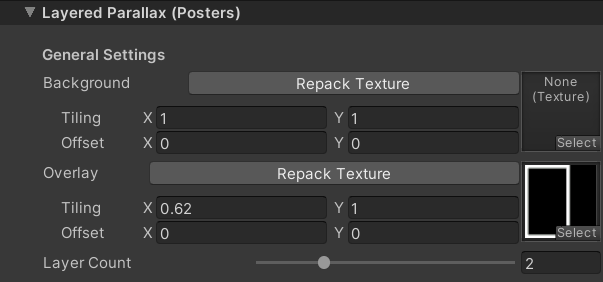 Layered Parallax (Posters)
General Settings
Background Repack Texture None
(Texture)
Tiling X 1 Y 1
Offset X 0 Y 0 Select
Overlay Repack Texture
Tiling X 0.62 Y 1
Offset X 0 Y 0 Select
Layer Count 2